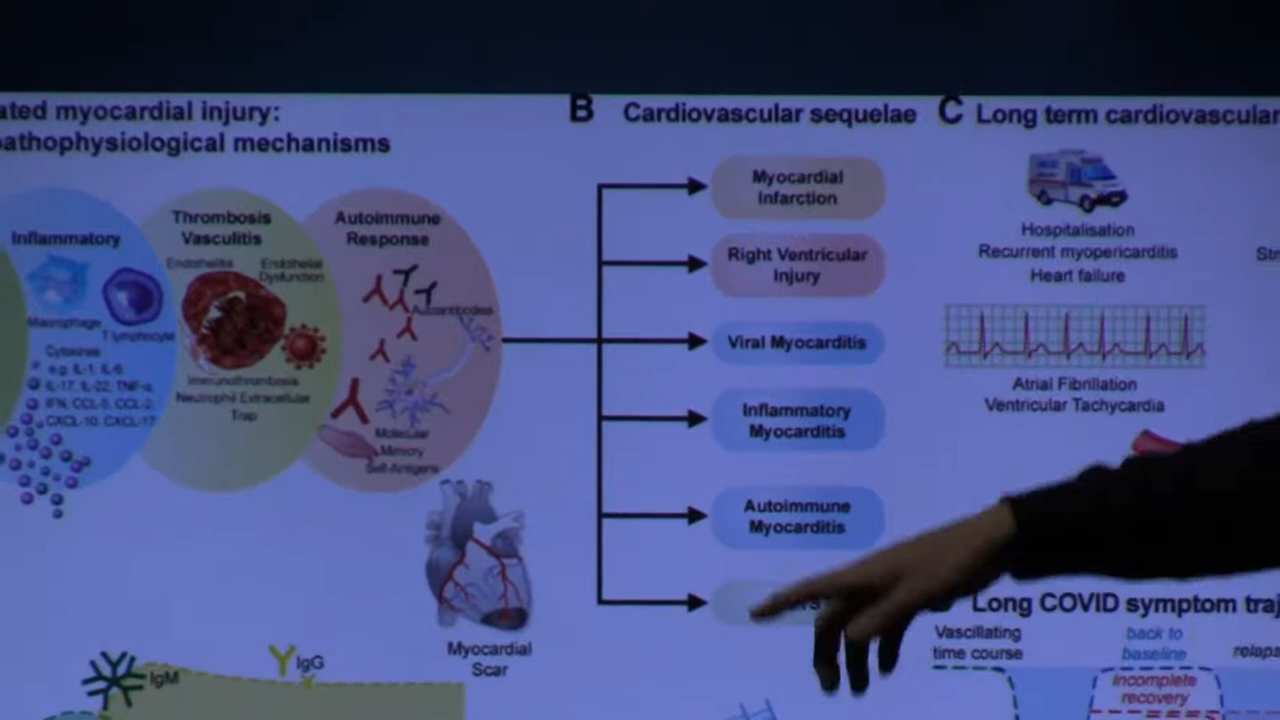 ated myocardial injury:
pathophysiological mechanisms
Inflammatory
Macrophage
T lymphocyte
Cytokines
e.g. IL-1, IL-6,
IL-17, IL-22, TNF-α,
IFN, CCL-5, CCL-2,
CXCL-10, CXCL-17
Thrombosis
Vasculitis
Endotheliitis
Endothelial
Dysfunction
Immunothrombosis
Neutrophil Extracellular
Trap
Autoimmune
Response
Autoantibodies
Molecular
Mimicry
Self-Antigens
Myocardial
Scar
IgM
IgG
B Cardiovascular sequelae
Myocardial
Infarction
Right Ventricular
Injury
Viral Myocarditis
Inflammatory
Myocarditis
Autoimmune
Myocarditis
C Long term cardiovascular
Hospitalisation
Recurrent myopericarditis
Heart failure
Str
Atrial Fibrillation
Ventricular Tachycardia
Long COVID symptom traj
Vascillating
time course
back to
baseline
relaps
incomplete
recovery